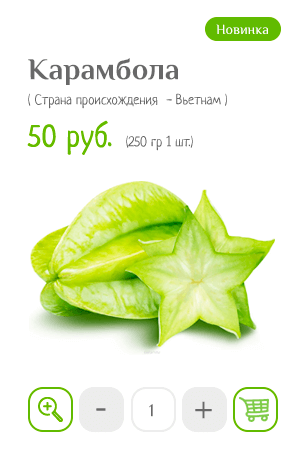 Новинка
Карамбола
( Страна происхождения - Вьетнам )
50 руб. (250 гр 1 шт.)
- 1 +